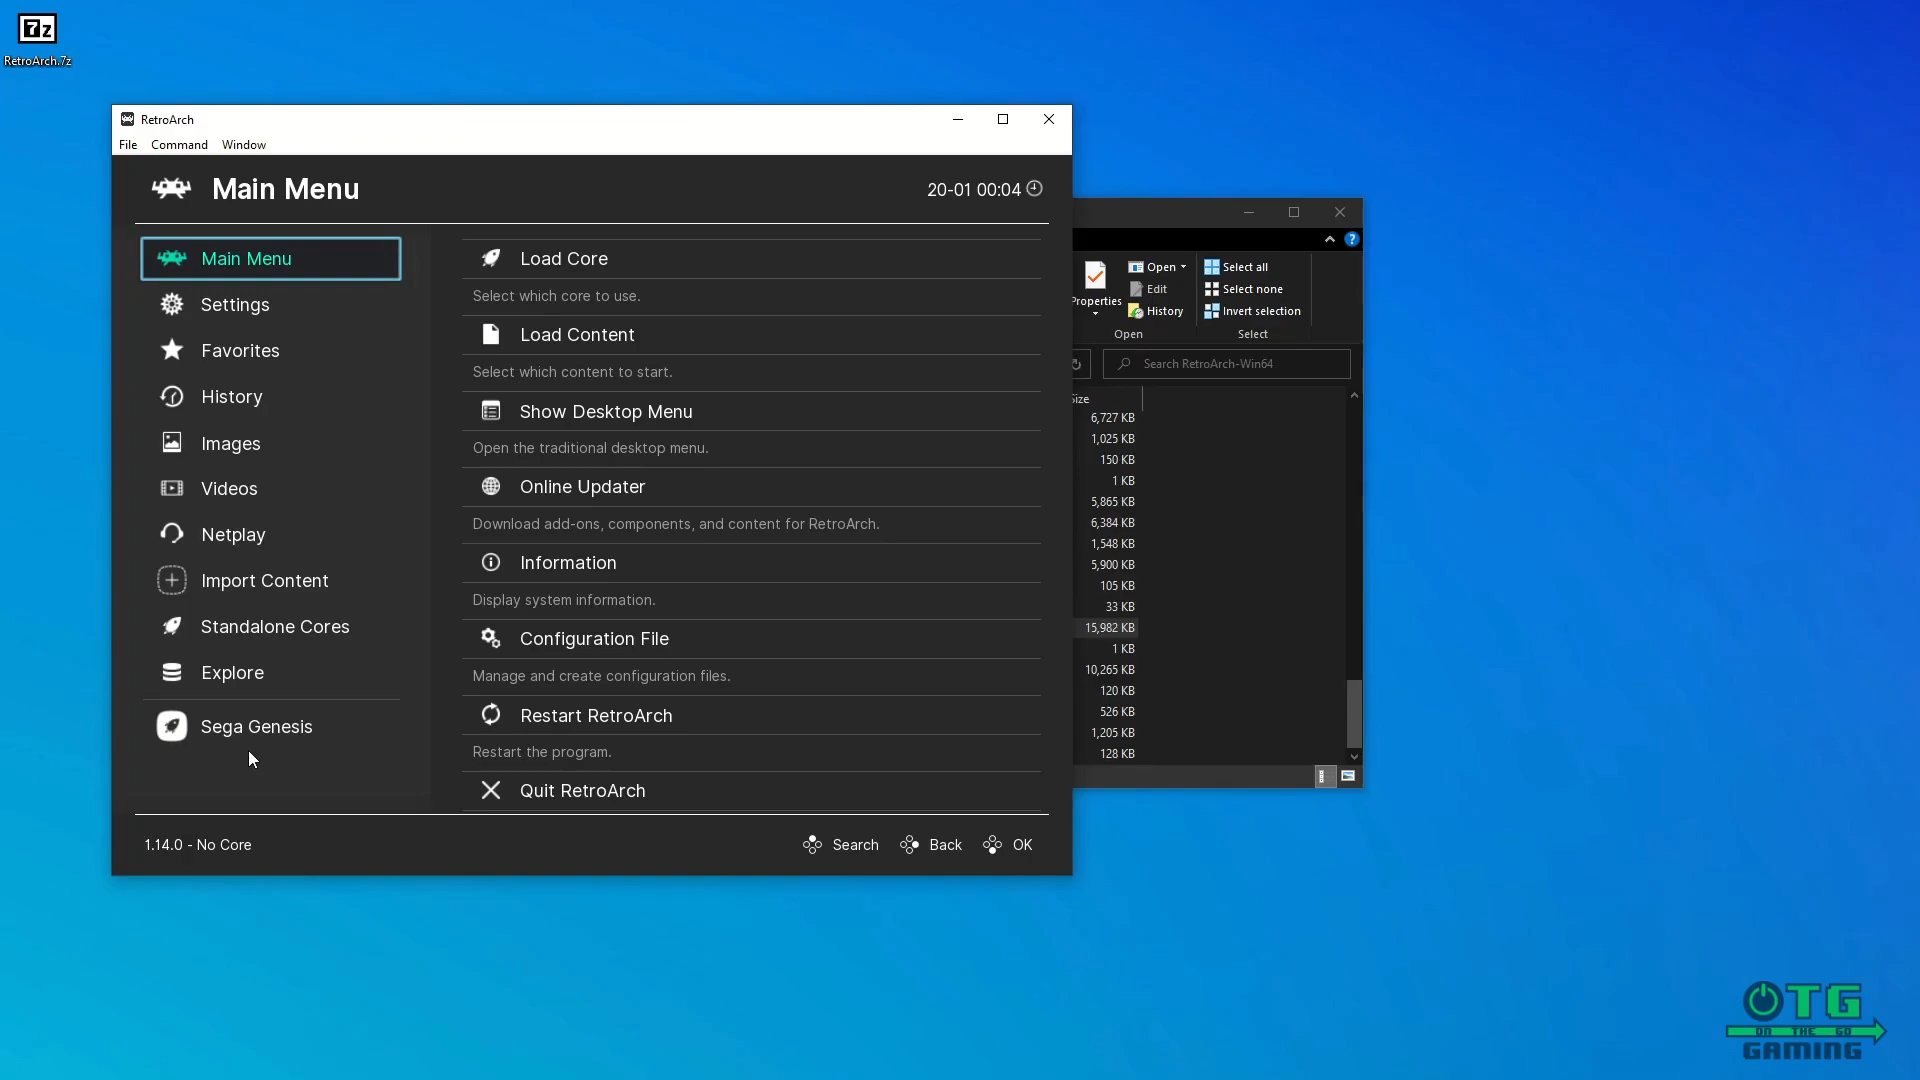 7z
RetroArch.7z
RetroArch
File Command Window
Main Menu
20-01 00:04
Main Menu
Settings
Favorites
History
Images
Videos
Netplay
Import Content
Standalone Cores
Explore
Sega Genesis
Load Core
Select which core to use.
Load Content
Select which content to start.
Show Desktop Menu
Open the traditional desktop menu.
Online Updater
Download add-ons, components, and content for RetroArch.
Information
Display system information.
Configuration File
Manage and create configuration files.
Restart RetroArch
Restart the program.
Quit RetroArch
1.14.0 - No Core
Search Back OK
?
Properties
Open
Edit
History
Open
Select all
Select none
Invert selection
Select
Search RetroArch-Win64
Size
6,727 KB
1,025 KB
150 KB
1 KB
5,865 KB
6,384 KB
1,548 KB
5,900 KB
105 KB
33 KB
15,982 KB
1 KB
10,265 KB
120 KB
526 KB
1,205 KB
128 KB
OTG
ON THE GO
GAMING